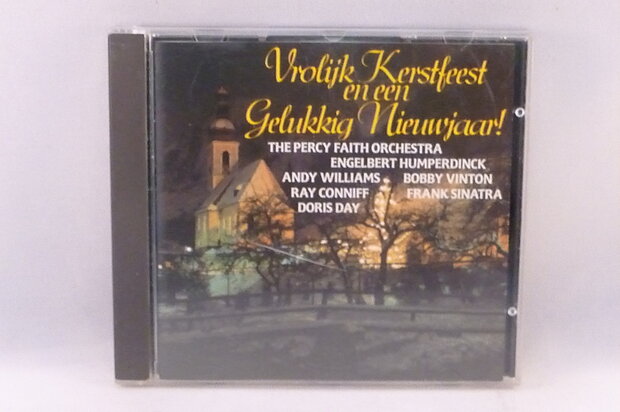 Vrolijk Kerstfeest
en een
Gelukkig Nieuwjaar!
THE PERCY FAITH ORCHESTRA
ENGELBERT HUMPERDINCK
ANDY WILLIAMS BOBBY VINTON
RAY CONNIFF FRANK SINATRA
DORIS DAY